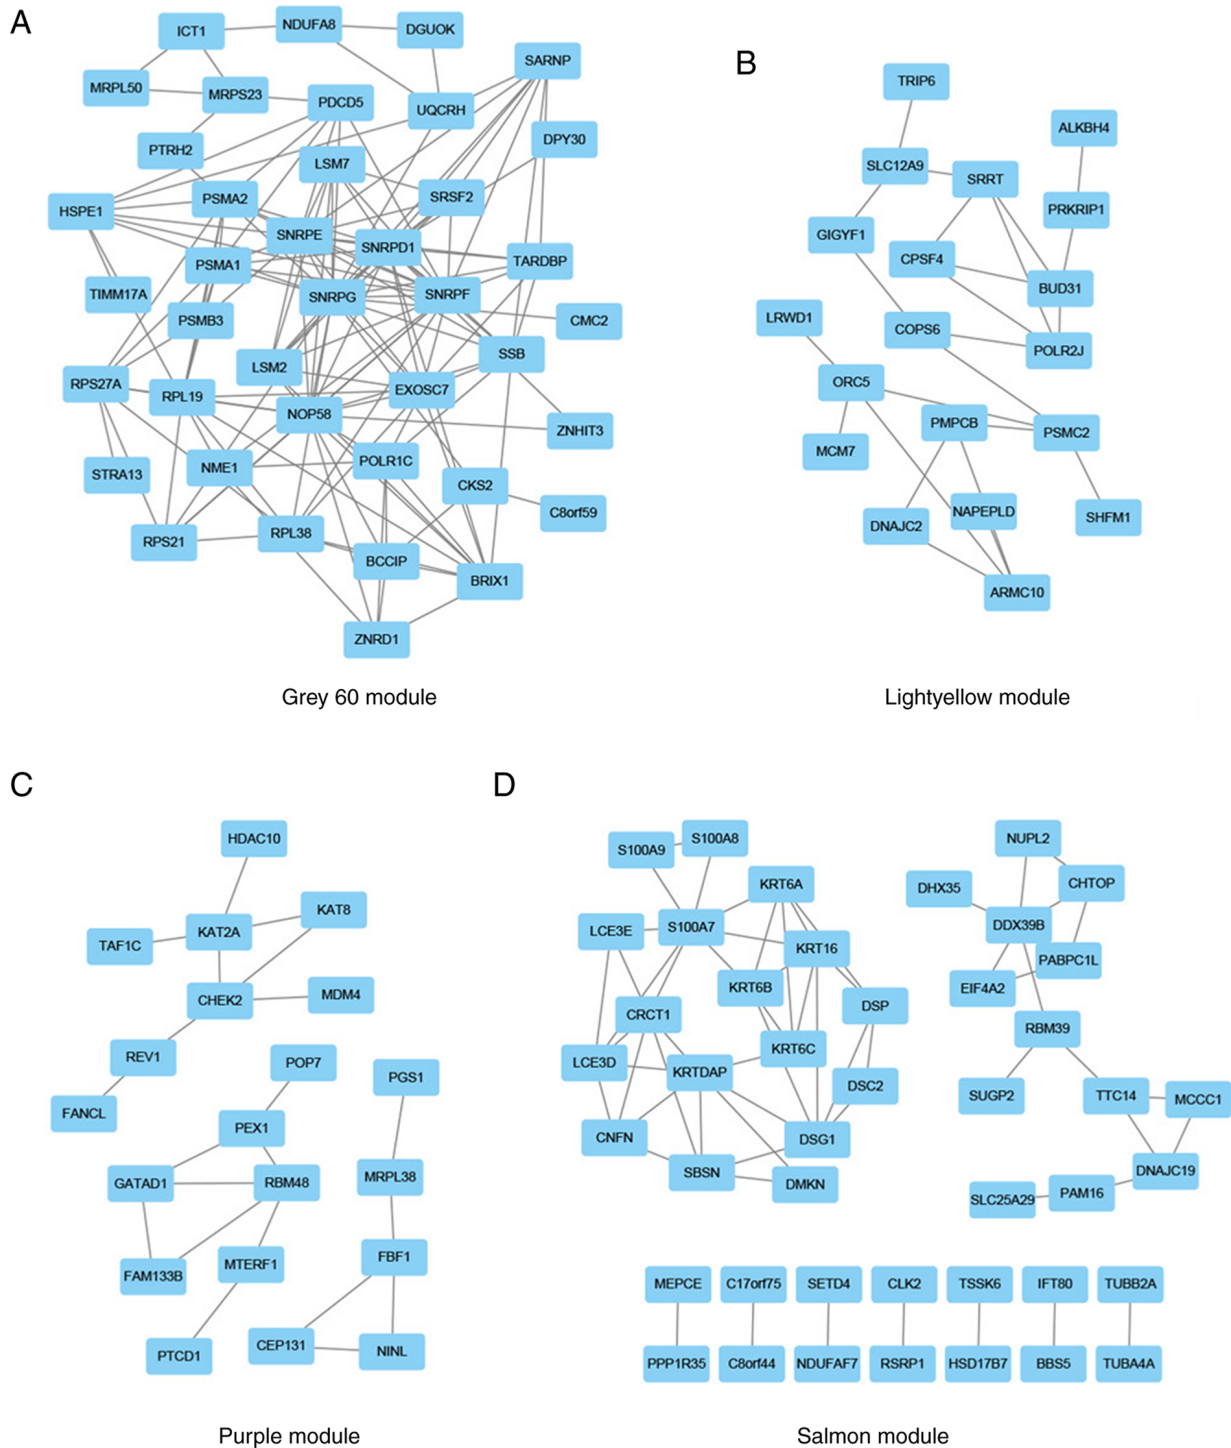 A
ICT1
NDUFA8
DGUOK
SARNP
MRPL50
MRPS23
PDCD5
UQCRH
DPY30
PTRH2
LSM7
HSPE1
PSMA2
SRSF2
SNRPE
SNRPD1
TARDBP
PSMA1
TIMM17A
SNRPG
SNRPF
PSMB3
CMC2
SSB
LSM2
RPS27A
RPL19
EXOSC7
NOP58
ZNHIT3
STRA13
NME1
POLR1C
CKS2
C8orf59
RPS21
RPL38
BCCIP
BRIX1
ZNRD1
Grey 60 module
B
TRIP6
ALKBH4
SLC12A9
SRRT
PRKRIP1
GIGYF1
CPSF4
BUD31
LRWD1
COPS6
POLR2J
ORC5
PMPCB
PSMC2
MCM7
DNAJC2
NAPEPLD
SHFM1
ARMC10
Lightyellow module
C
HDAC10
KAT8
TAF1C
KAT2A
CHEK2
MDM4
REV1
POP7
PGS1
FANCL
PEX1
GATAD1
RBM48
MRPL38
FAM133B
MTERF1
FBF1
PTCD1
CEP131
NINL
Purple module
D
S100A9
S100A8
KRT6A
LCE3E
S100A7
KRT16
KRT6B
DSP
CRCT1
LCE3D
KRTDAP
KRT6C
DSC2
CNFN
DSG1
SBSN
DMKN
NUPL2
DHX35
CHTOP
DDX39B
PABPC1L
EIF4A2
RBM39
SUGP2
TTC14
MCCC1
DNAJC19
SLC25A29
PAM16
MEPCE
C17orf75
SETD4
CLK2
TSSK6
IFT80
TUBB2A
PPP1R35
C8orf44
NDUFAF7
RSRP1
HSD17B7
BBS5
TUBA4A
Salmon module